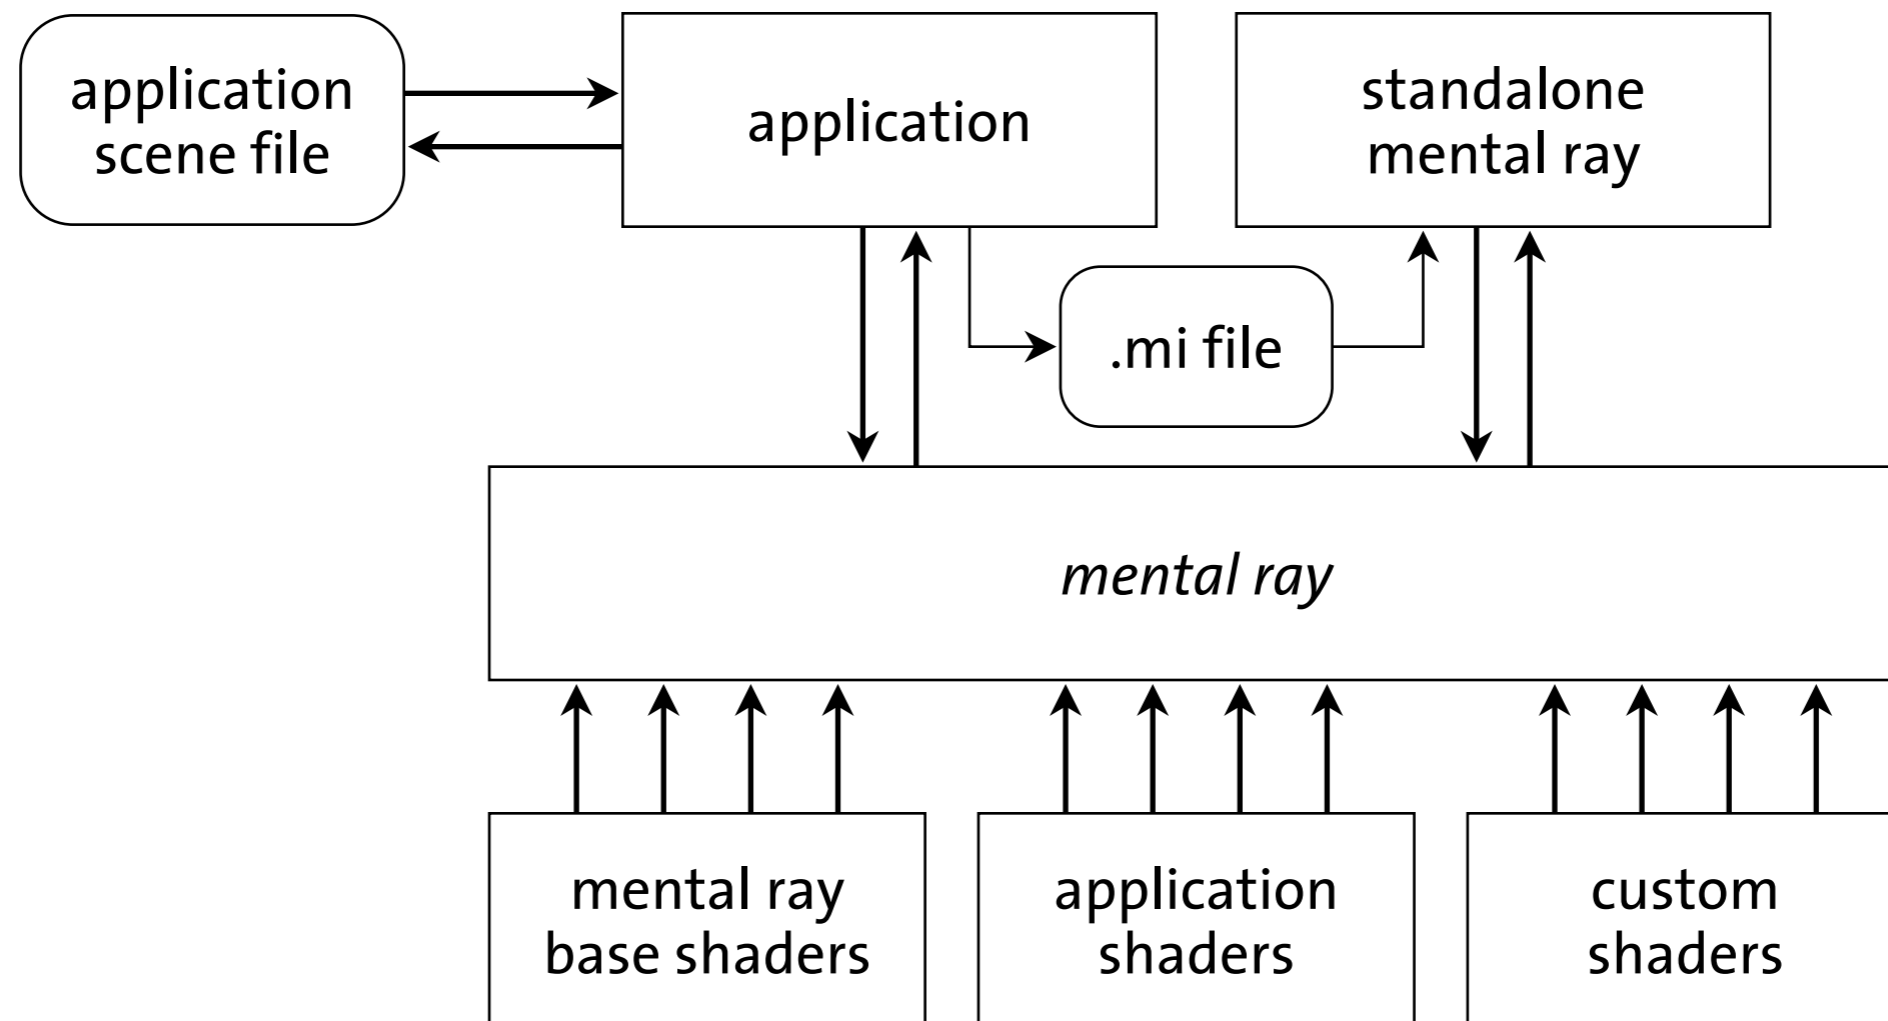 application
scene file
application
standalone
mental ray
.mi file
mental ray
mental ray
base shaders
application
shaders
custom
shaders